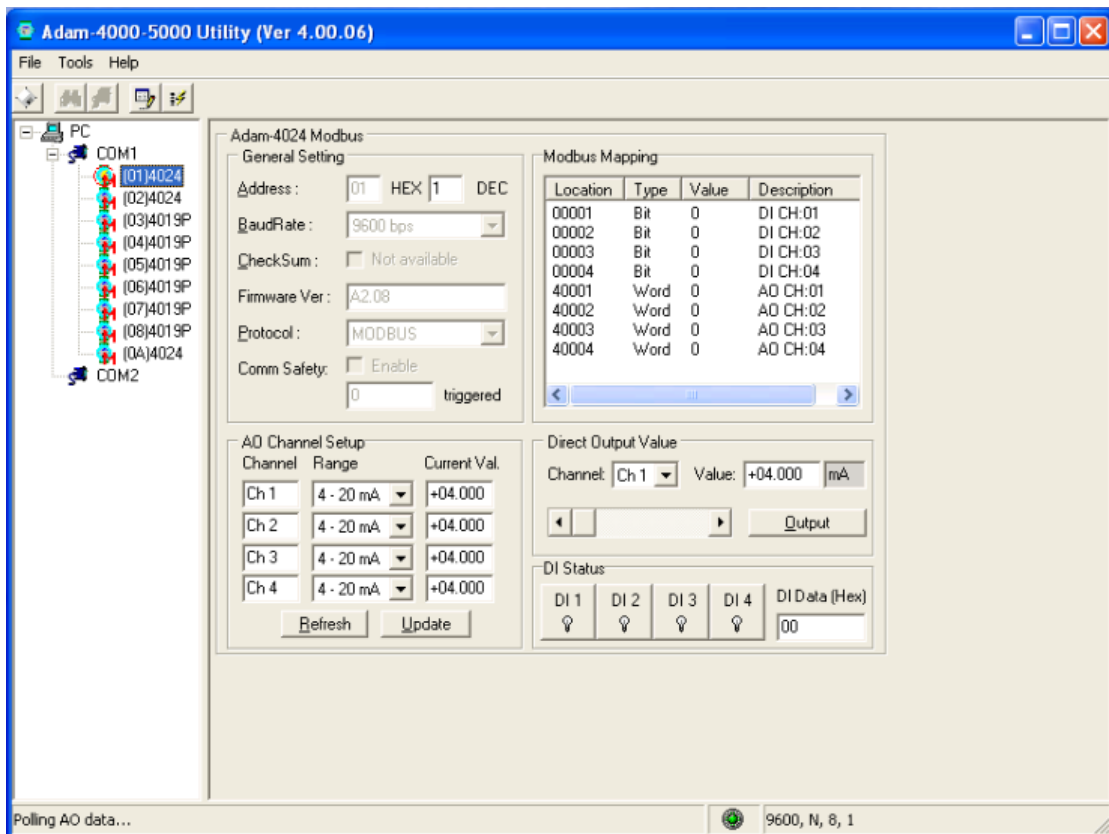 Adam-4000-5000 Utility (Ver 4.00.06)
File Tools Help
PC
COM1
(01)4024
(02)4024
(03)4019P
(04)4019P
(05)4019P
(06)4019P
(07)4019P
(08)4019P
(0A)4024
COM2
Adam-4024 Modbus
General Setting
Address : 01 HEX 1 DEC
BaudRate : 9600 bps
CheckSum : Not available
Firmware Ver : A2.08
Protocol : MODBUS
Comm Safety: Enable
0 triggered
Modbus Mapping
Location Type Value Description
00001 Bit 0 DI CH:01
00002 Bit 0 DI CH:02
00003 Bit 0 DI CH:03
00004 Bit 0 DI CH:04
40001 Word 0 AO CH:01
40002 Word 0 AO CH:02
40003 Word 0 AO CH:03
40004 Word 0 AO CH:04
AO Channel Setup
Channel Range Current Val.
Ch 1 4 - 20 mA +04.000
Ch 2 4 - 20 mA +04.000
Ch 3 4 - 20 mA +04.000
Ch 4 4 - 20 mA +04.000
Refresh Update
Direct Output Value
Channel: Ch 1 Value: +04.000 mA
Output
DI Status
DI 1 DI 2 DI 3 DI 4 DI Data (Hex)
00
Polling AO data... 9600, N, 8, 1